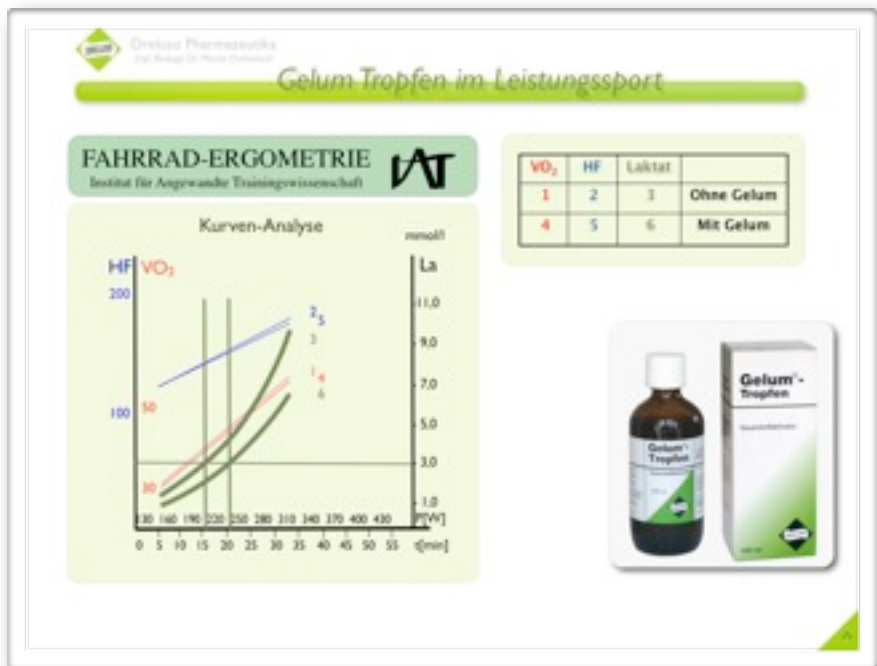 Dreluso Pharmazeutika
Gelum Tropfen im Leistungssport
FAHRRAD-ERGOMETRIE
Institut für Angewandte Trainingswissenschaft
IAT
VO₂ HF Laktat
1 2 3 Ohne Gelum
4 5 6 Mit Gelum
Kurven-Analyse
mmol/l
HF VO₂ La
200
100
50
30
11,0
9,0
7,0
5,0
3,0
1,0
2 5
3
1 4
6
130 160 190 220 250 280 310 340 370 400 430 P[W]
0 5 10 15 20 25 30 35 40 45 50 55 t[min]
Gelum®-
Tropfen
Gelum®-
Tropfen